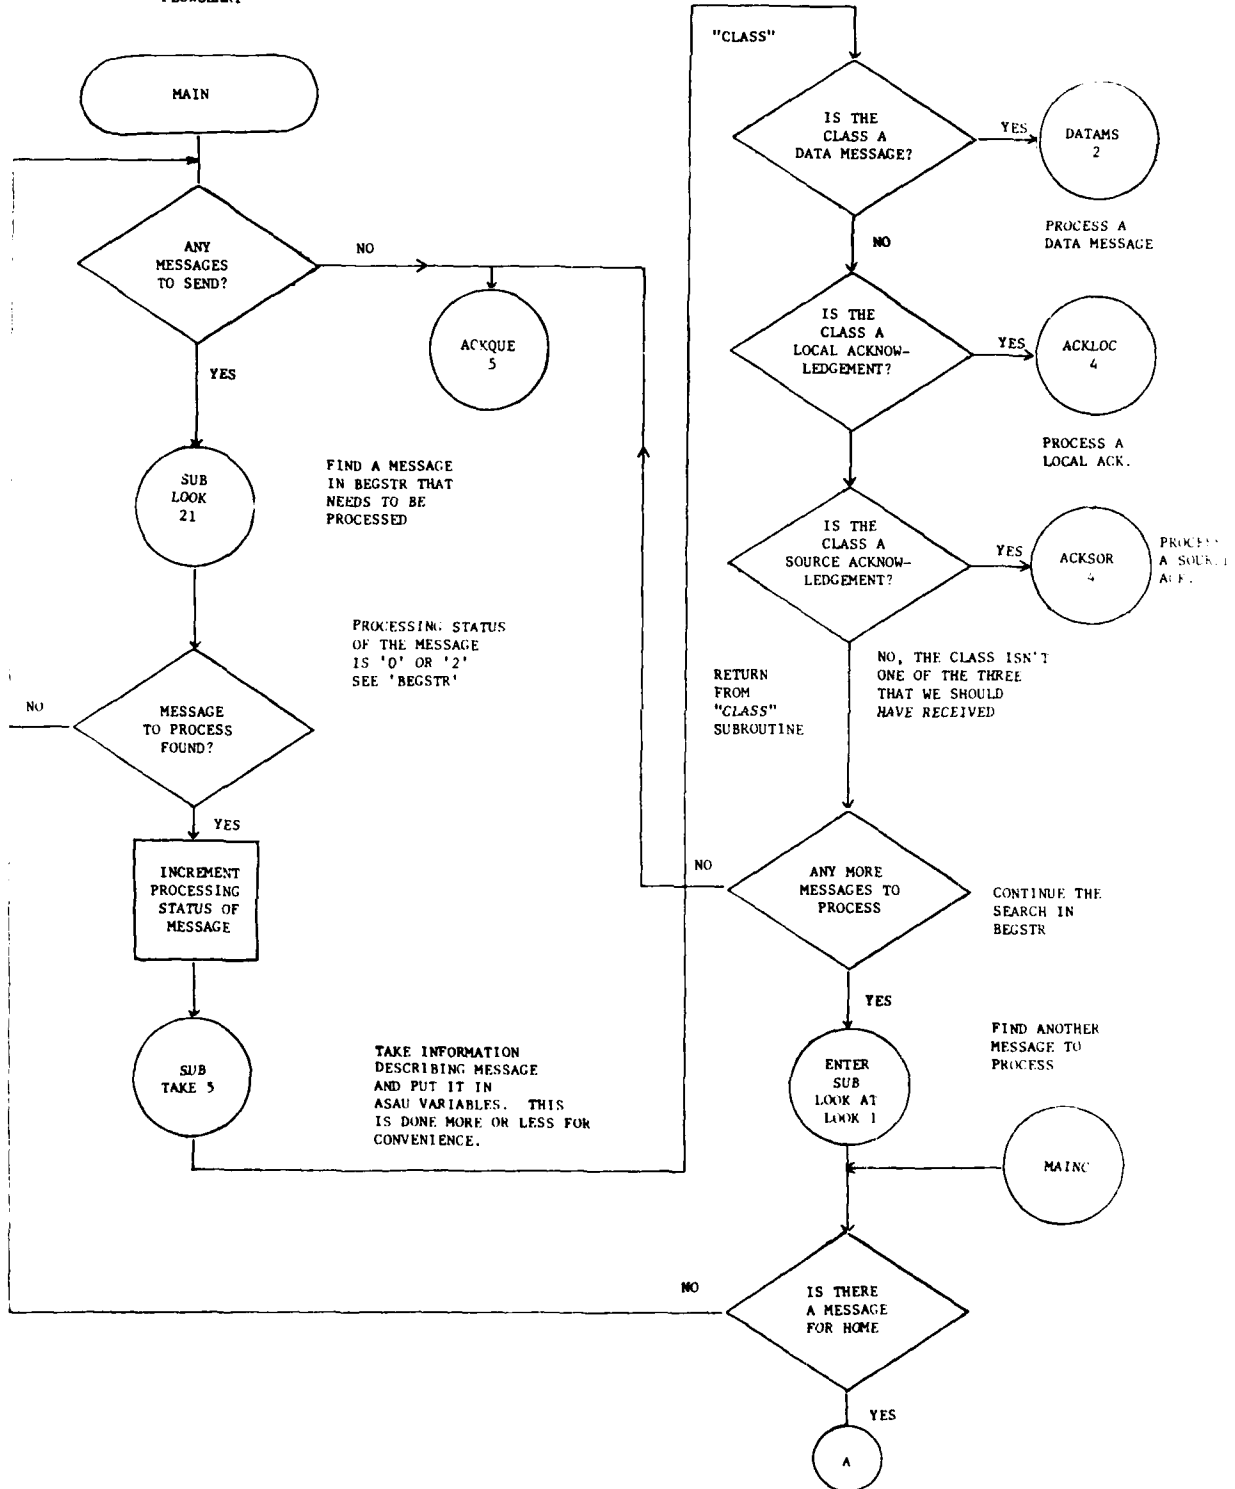 FLOWCHART
MAIN
ANY
MESSAGES
TO SEND?
NO
YES
ACKQUE
5
SUB
LOOK
21
FIND A MESSAGE
IN BEGSTR THAT
NEEDS TO BE
PROCESSED
PROCESSING STATUS
OF THE MESSAGE
IS '0' OR '2'
SEE 'BEGSTR'
NO
MESSAGE
TO PROCESS
FOUND?
YES
INCREMENT
PROCESSING
STATUS OF
MESSAGE
SUB
TAKE 5
TAKE INFORMATION
DESCRIBING MESSAGE
AND PUT IT IN
ASAU VARIABLES. THIS
IS DONE MORE OR LESS FOR
CONVENIENCE.
"CLASS"
IS THE
CLASS A
DATA MESSAGE?
YES
DATAMS
2
PROCESS A
DATA MESSAGE
NO
IS THE
CLASS A
LOCAL ACKNOW-
LEDGEMENT?
YES
ACKLOC
4
PROCESS A
LOCAL ACK.
IS THE
CLASS A
SOURCE ACKNOW-
LEDGEMENT?
YES
ACKSOR
4
A
ACK.
RETURN
FROM
"CLASS"
SUBROUTINE
NO, THE CLASS ISN'T
ONE OF THE THREE
THAT WE SHOULD
HAVE RECEIVED
NO
ANY MORE
MESSAGES TO
PROCESS
CONTINUE THE
SEARCH IN
BEGSTR
YES
ENTER
SUB
LOOK AT
LOOK 1
FIND ANOTHER
MESSAGE TO
PROCESS
MAINC
NO
IS THERE
A MESSAGE
FOR HOME
YES
A